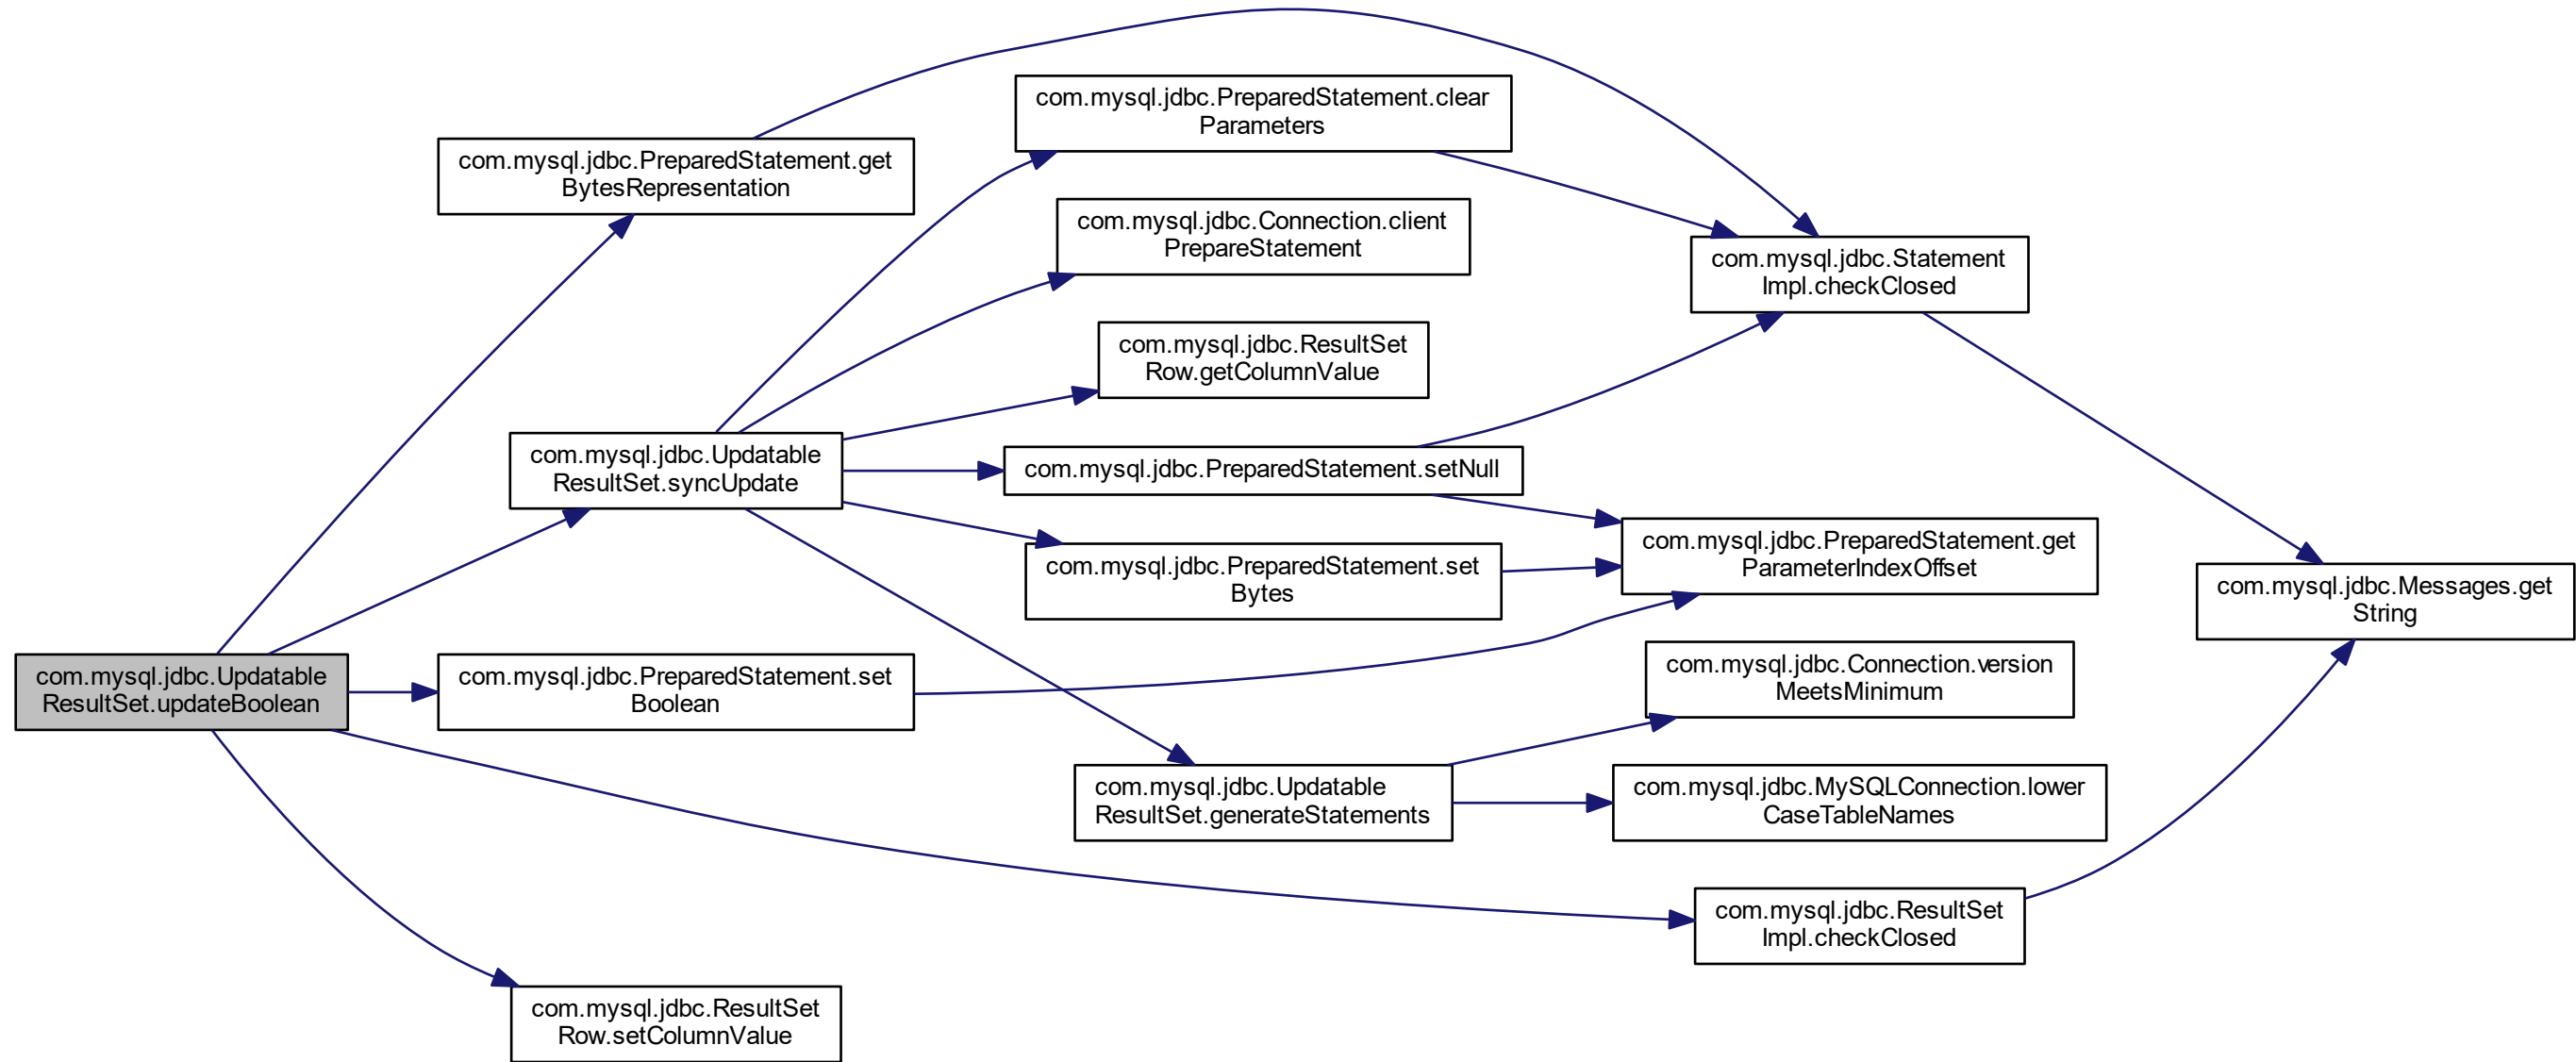 com.mysql.jdbc.PreparedStatement.clear
Parameters
com.mysql.jdbc.PreparedStatement.get
BytesRepresentation
com.mysql.jdbc.Connection.client
PrepareStatement
com.mysql.jdbc.Statement
Impl.checkClosed
com.mysql.jdbc.ResultSet
Row.getColumnValue
com.mysql.jdbc.Updatable
ResultSet.syncUpdate
com.mysql.jdbc.PreparedStatement.setNull
com.mysql.jdbc.PreparedStatement.get
ParameterIndexOffset
com.mysql.jdbc.PreparedStatement.set
Bytes
com.mysql.jdbc.Messages.get
String
com.mysql.jdbc.Updatable
ResultSet.updateBoolean
com.mysql.jdbc.PreparedStatement.set
Boolean
com.mysql.jdbc.Connection.version
MeetsMinimum
com.mysql.jdbc.Updatable
ResultSet.generateStatements
com.mysql.jdbc.MySQLConnection.lower
CaseTableNames
com.mysql.jdbc.ResultSet
Impl.checkClosed
com.mysql.jdbc.ResultSet
Row.setColumnValue